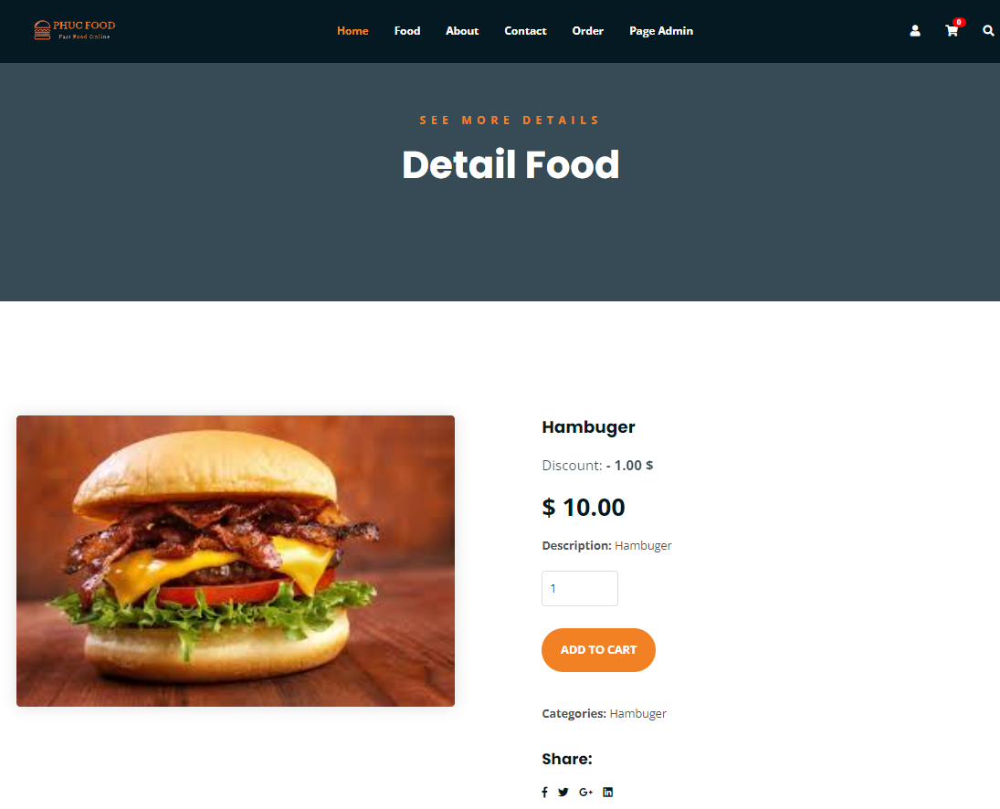 PHUC FOOD
Fast Food Online
Home Food About Contact Order Page Admin
0
SEE MORE DETAILS
Detail Food
Hambuger
Discount: - 1.00 $
$ 10.00
Description: Hambuger
1
ADD TO CART
Categories: Hambuger
Share: